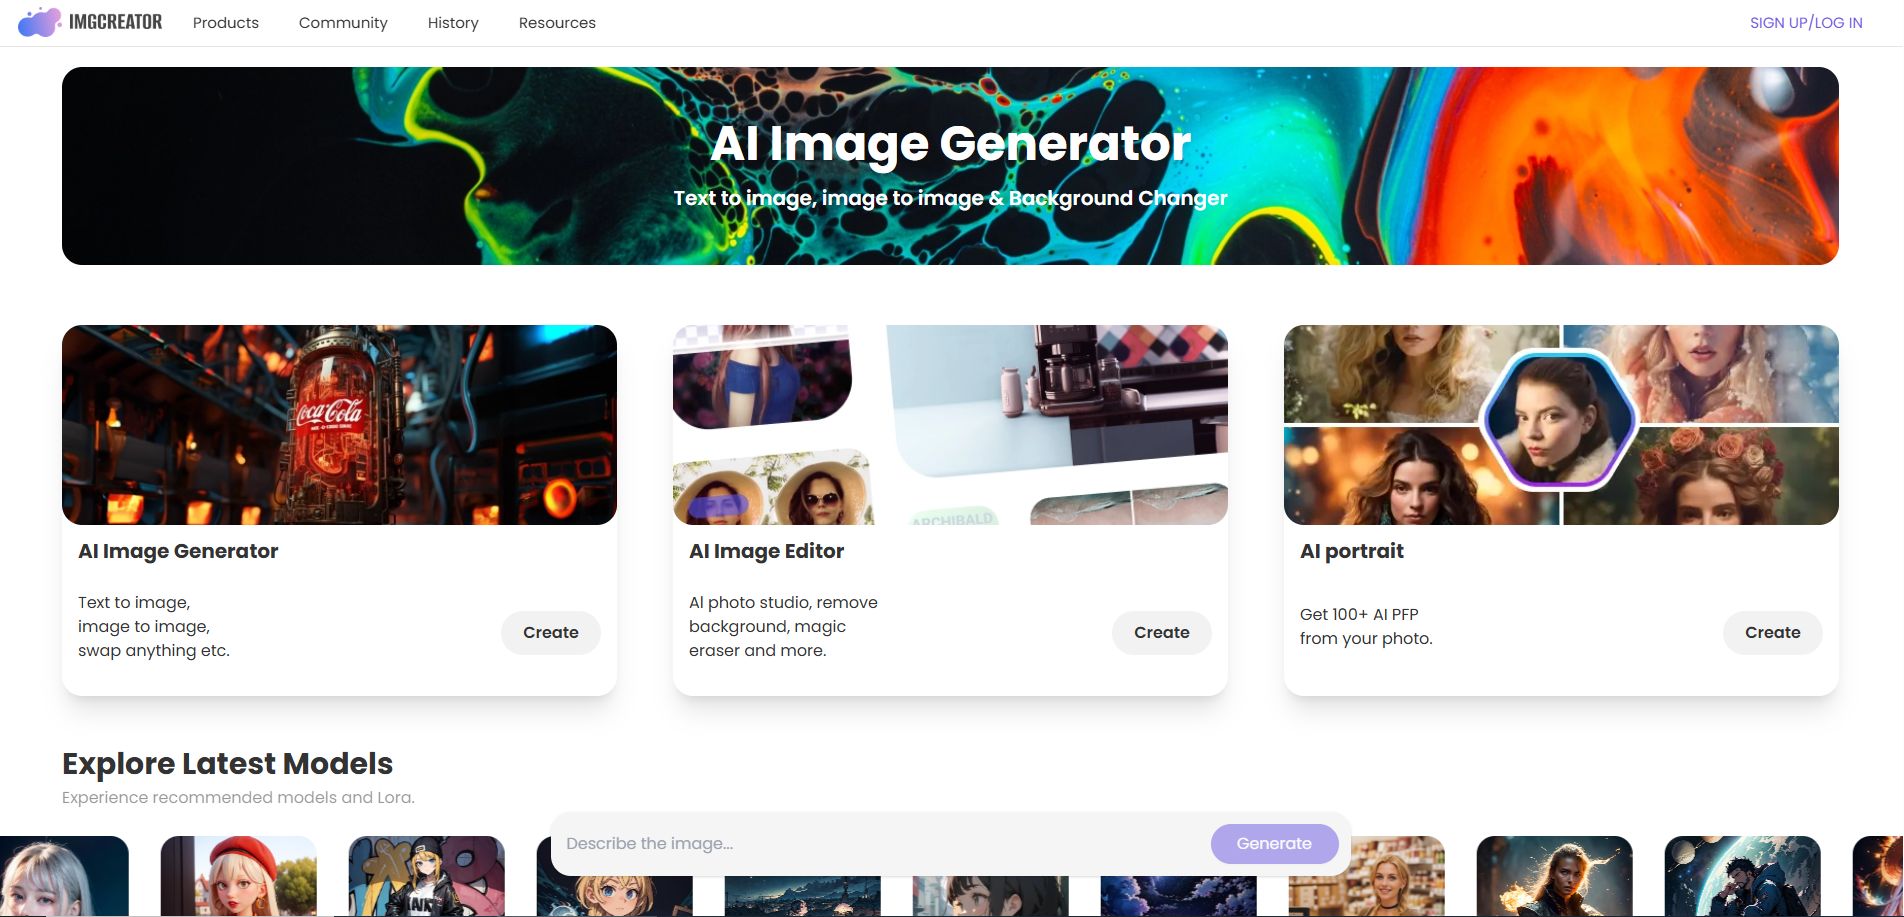 IMGCREATOR
Products
Community
History
Resources
SIGN UP/LOG IN
AI Image Generator
Text to image, image to image & Background Changer
Coca-Cola
ARCHIBALD
AI Image Generator
Text to image,
image to image,
swap anything etc.
Create
AI Image Editor
AI photo studio, remove
background, magic
eraser and more.
Create
AI portrait
Get 100+ AI PFP
from your photo.
Create
Explore Latest Models
Experience recommended models and Lora.
Describe the image...
Generate